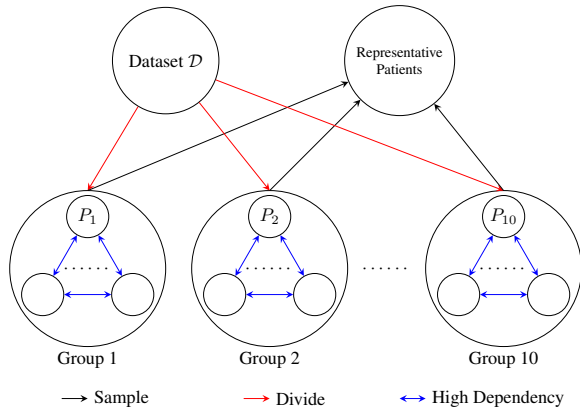 Dataset 𝒟
Representative
Patients
P₁
P₂
P₁₀
......
......
......
......
Group 1
Group 2
Group 10
Sample
Divide
High Dependency